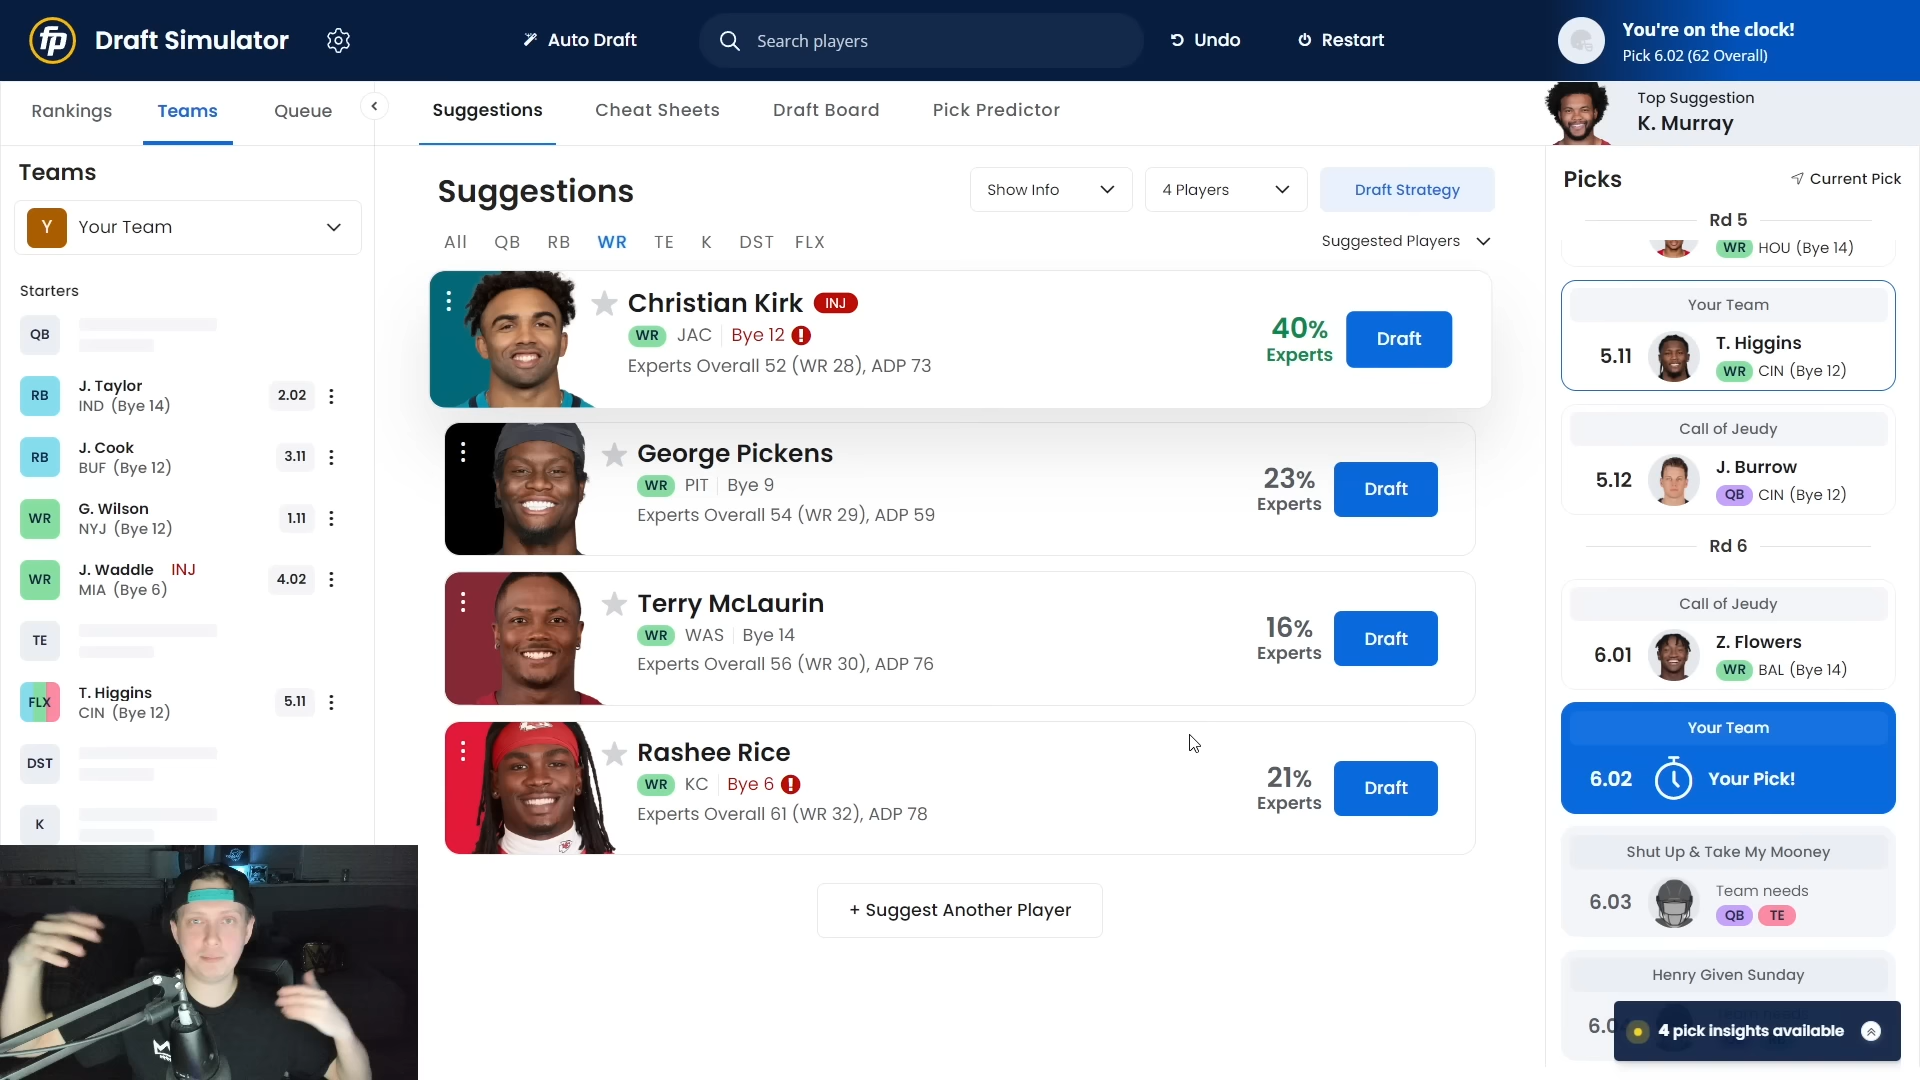 fp Draft Simulator
Auto Draft
Search players
Undo
Restart
You're on the clock!
Pick 6.02 (62 Overall)
Rankings
Teams
Queue
Suggestions
Cheat Sheets
Draft Board
Pick Predictor
Top Suggestion
K. Murray
Teams
Y Your Team
Starters
QB
RB J. Taylor 2.02
IND (Bye 14)
RB J. Cook 3.11
BUF (Bye 12)
WR G. Wilson 1.11
NYJ (Bye 12)
WR J. Waddle INJ 4.02
MIA (Bye 6)
TE
FLX T. Higgins 5.11
CIN (Bye 12)
DST
K
Suggestions
Show Info
4 Players
Draft Strategy
All QB RB WR TE K DST FLX
Suggested Players
Christian Kirk INJ
WR JAC Bye 12
Experts Overall 52 (WR 28), ADP 73
40%
Experts
Draft
George Pickens
WR PIT Bye 9
Experts Overall 54 (WR 29), ADP 59
23%
Experts
Draft
Terry McLaurin
WR WAS Bye 14
Experts Overall 56 (WR 30), ADP 76
16%
Experts
Draft
Rashee Rice
WR KC Bye 6
Experts Overall 61 (WR 32), ADP 78
21%
Experts
Draft
+ Suggest Another Player
Picks
Current Pick
Rd 5
WR HOU (Bye 14)
Your Team
5.11 T. Higgins
WR CIN (Bye 12)
Call of Jeudy
5.12 J. Burrow
QB CIN (Bye 12)
Rd 6
Call of Jeudy
6.01 Z. Flowers
WR BAL (Bye 14)
Your Team
6.02 Your Pick!
Shut Up & Take My Mooney
6.03 Team needs
QB TE
Henry Given Sunday
4 pick insights available